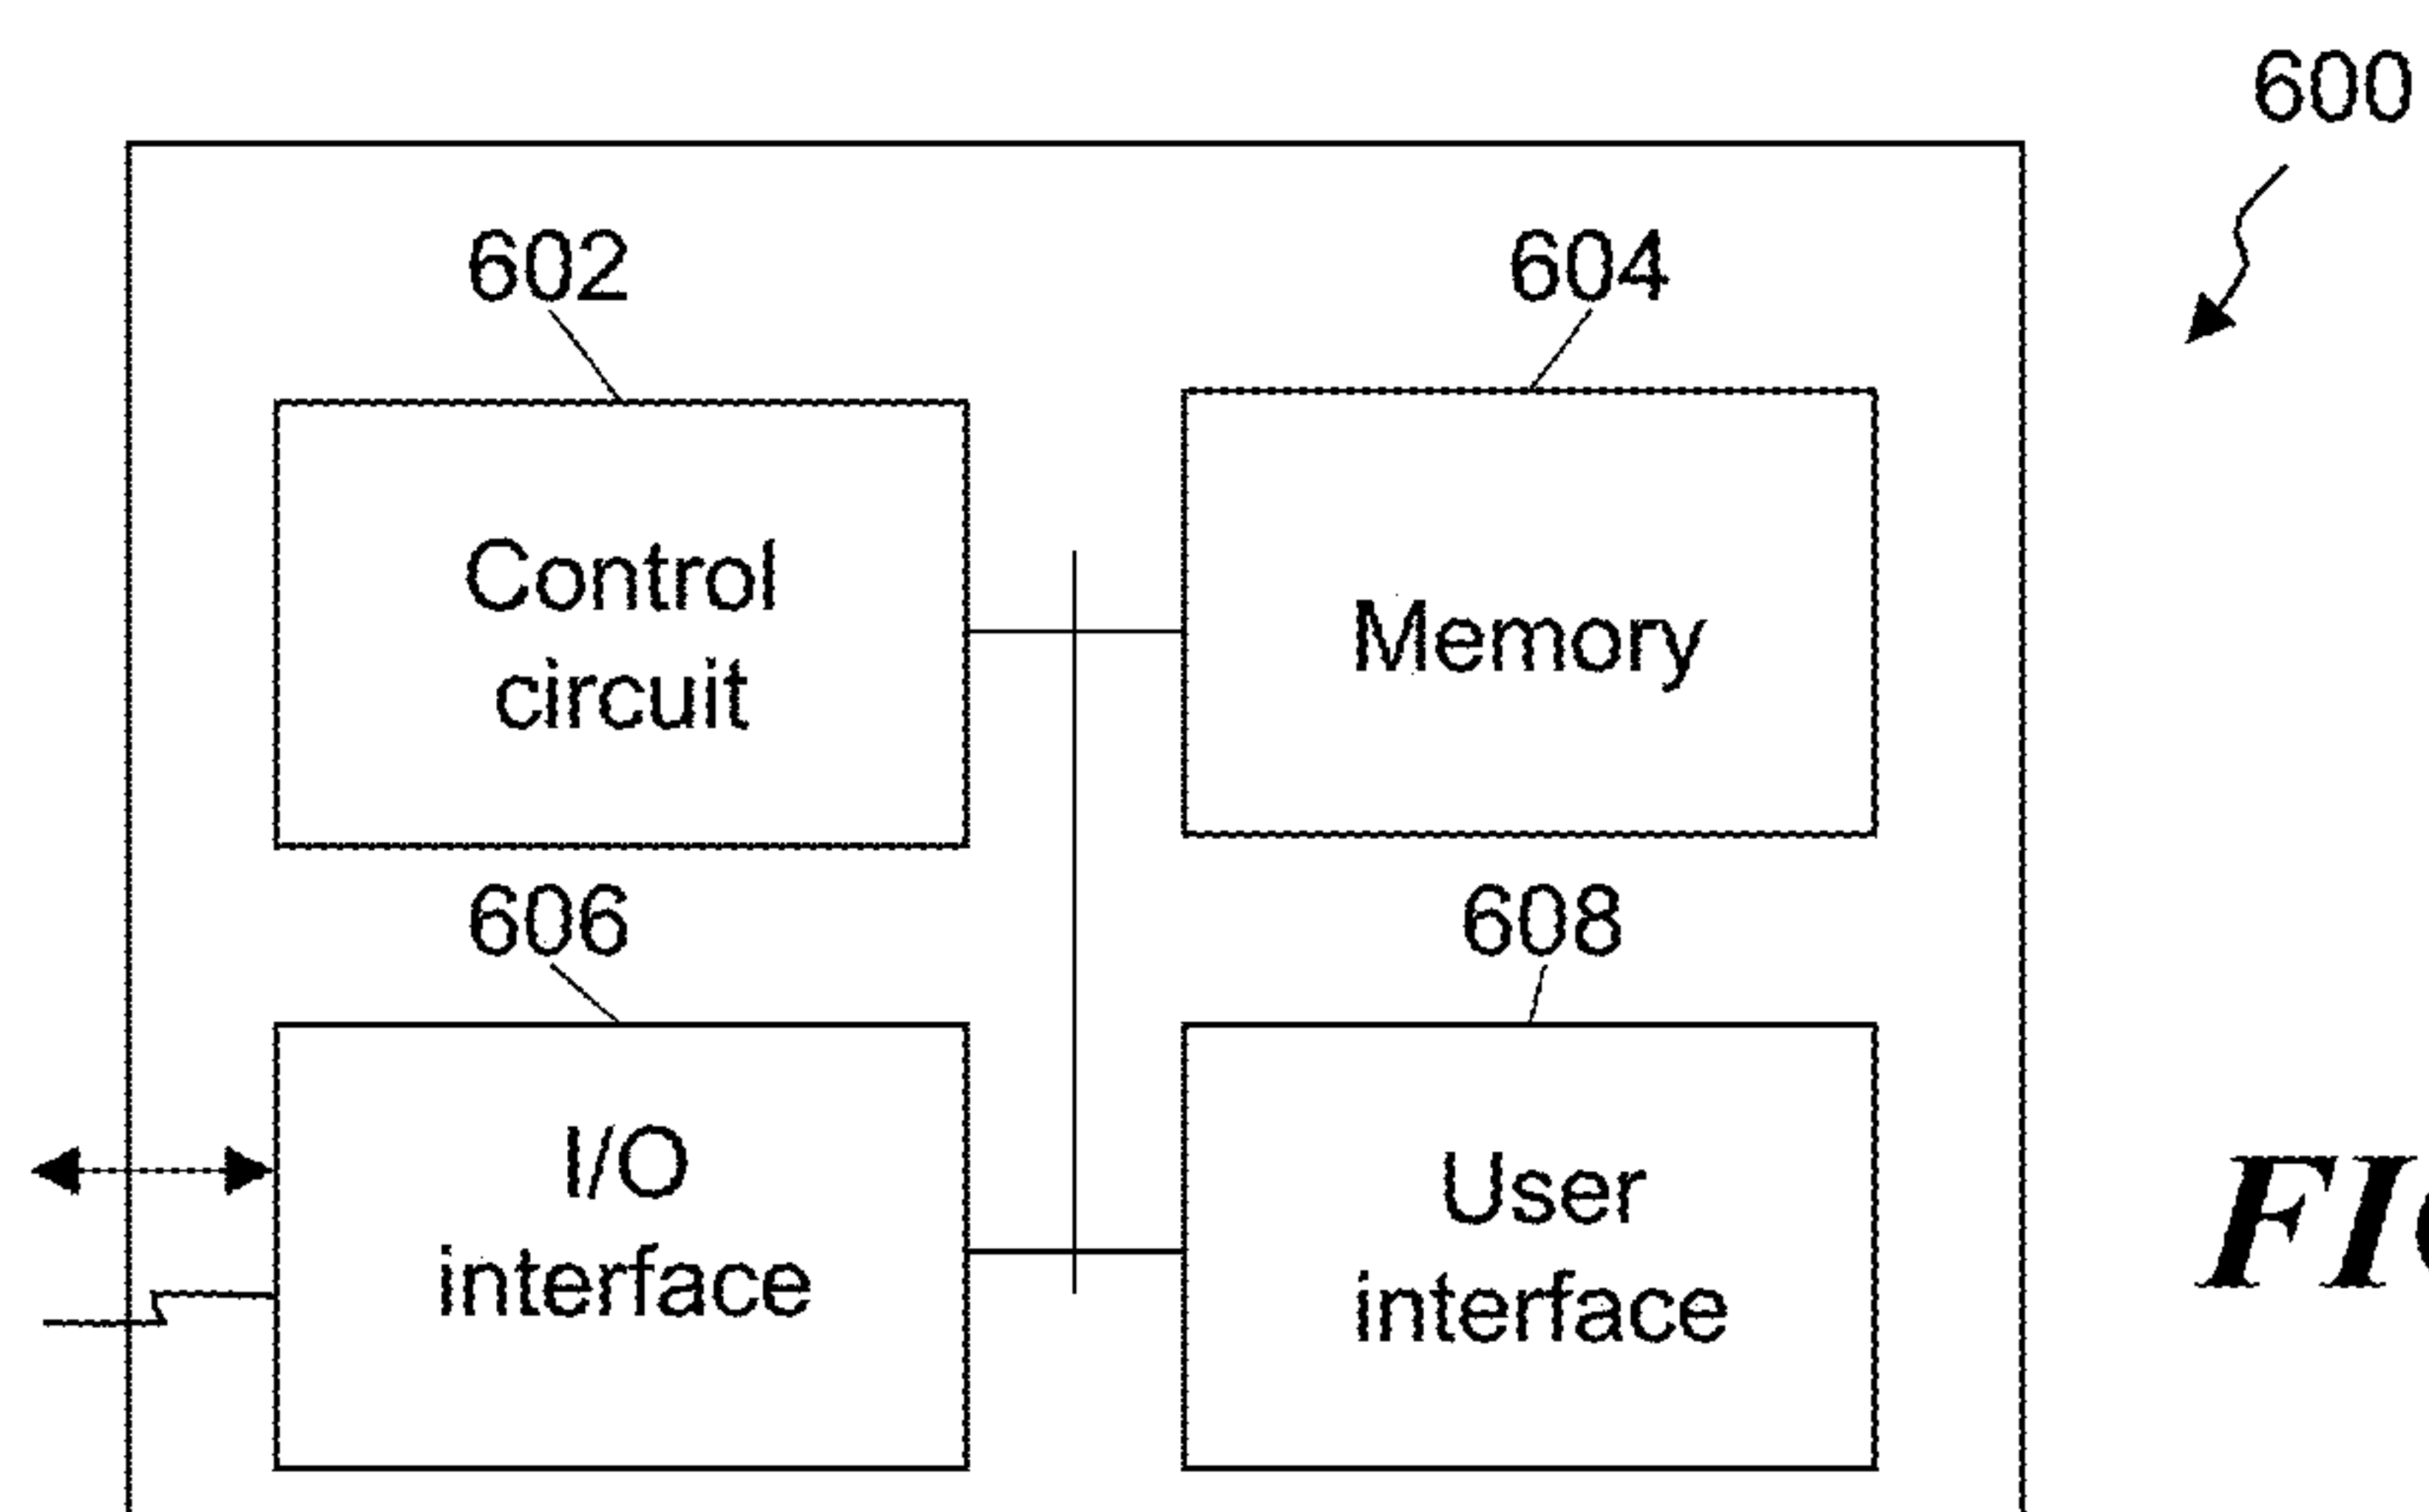 600
602
604
Control
circuit
Memory
606
608
I/O
interface
User
interface